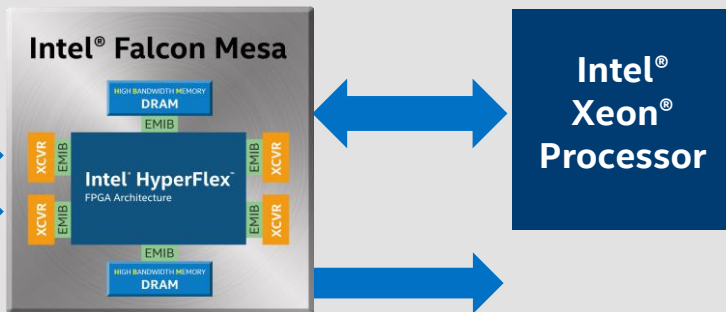 Intel® Falcon Mesa
HIGH BANDWIDTH MEMORY
DRAM
EMIB
XCVR
EMIB
EMIB
XCVR
Intel® HyperFlex™
FPGA Architecture
XCVR
EMIB
EMIB
XCVR
EMIB
HIGH BANDWIDTH MEMORY
DRAM
Intel®
Xeon®
Processor